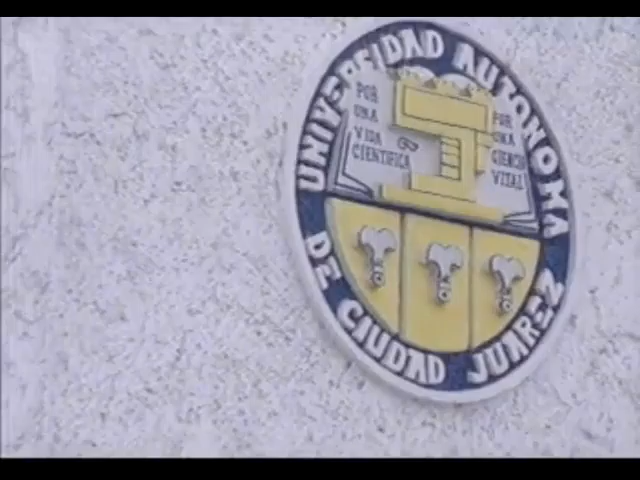 UNIVERSIDAD AUTONOMA
DE CIUDAD JUAREZ
POR
UNA
VIDA
CIENTIFICA
POR
UNA
CIENCIA
VITAL